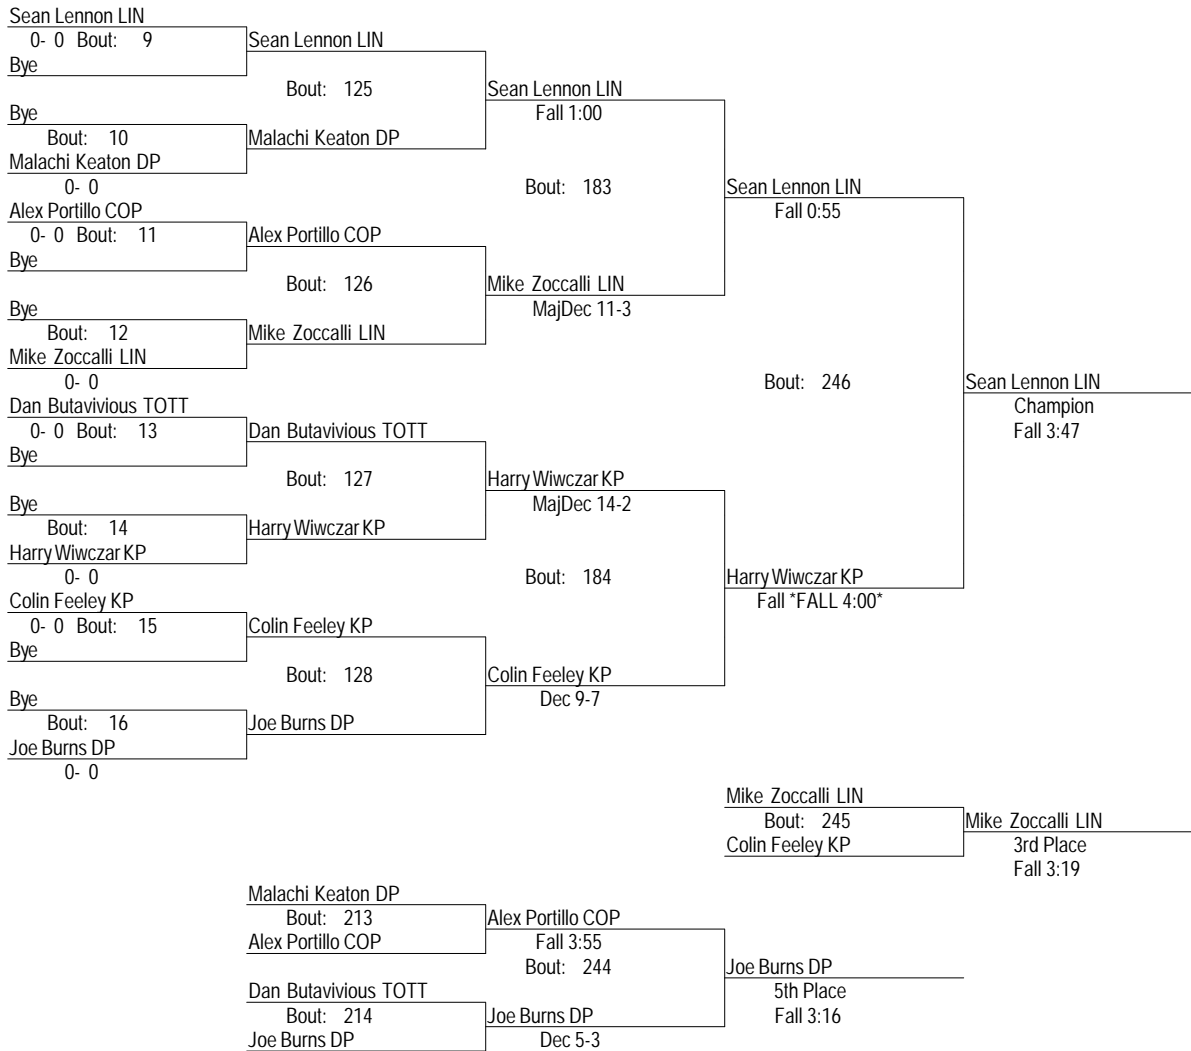 Sean Lennon LIN
0- 0 Bout: 9
Bye
Bye
Bout: 10
Malachi Keaton DP
0- 0
Alex Portillo COP
0- 0 Bout: 11
Bye
Bye
Bout: 12
Mike Zoccalli LIN
0- 0
Dan Butavivious TOTT
0- 0 Bout: 13
Bye
Bye
Bout: 14
Harry Wiwczar KP
0- 0
Colin Feeley KP
0- 0 Bout: 15
Bye
Bye
Bout: 16
Joe Burns DP
0- 0
Sean Lennon LIN
Bout: 125
Malachi Keaton DP
Alex Portillo COP
Bout: 126
Mike Zoccalli LIN
Dan Butavivious TOTT
Bout: 127
Harry Wiwczar KP
Colin Feeley KP
Bout: 128
Joe Burns DP
Sean Lennon LIN
Fall 1:00
Bout: 183
Mike Zoccalli LIN
MajDec 11-3
Harry Wiwczar KP
MajDec 14-2
Bout: 184
Colin Feeley KP
Dec 9-7
Sean Lennon LIN
Fall 0:55
Bout: 246
Harry Wiwczar KP
Fall *FALL 4:00*
Sean Lennon LIN
Champion
Fall 3:47
Mike Zoccalli LIN
Bout: 245
Colin Feeley KP
Mike Zoccalli LIN
3rd Place
Fall 3:19
Malachi Keaton DP
Bout: 213
Alex Portillo COP
Dan Butavivious TOTT
Bout: 214
Joe Burns DP
Alex Portillo COP
Fall 3:55
Bout: 244
Joe Burns DP
Dec 5-3
Joe Burns DP
5th Place
Fall 3:16